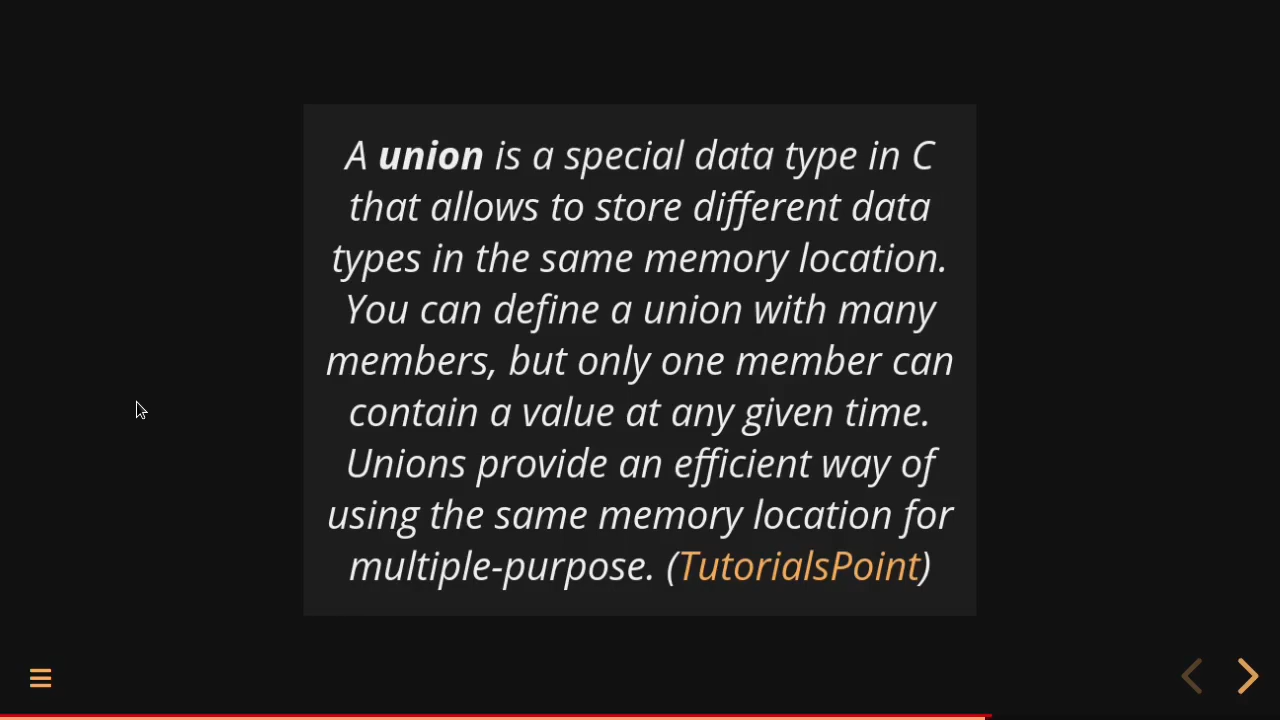 A union is a special data type in C
that allows to store different data
types in the same memory location.
You can define a union with many
members, but only one member can
contain a value at any given time.
Unions provide an efficient way of
using the same memory location for
multiple-purpose. (TutorialsPoint)